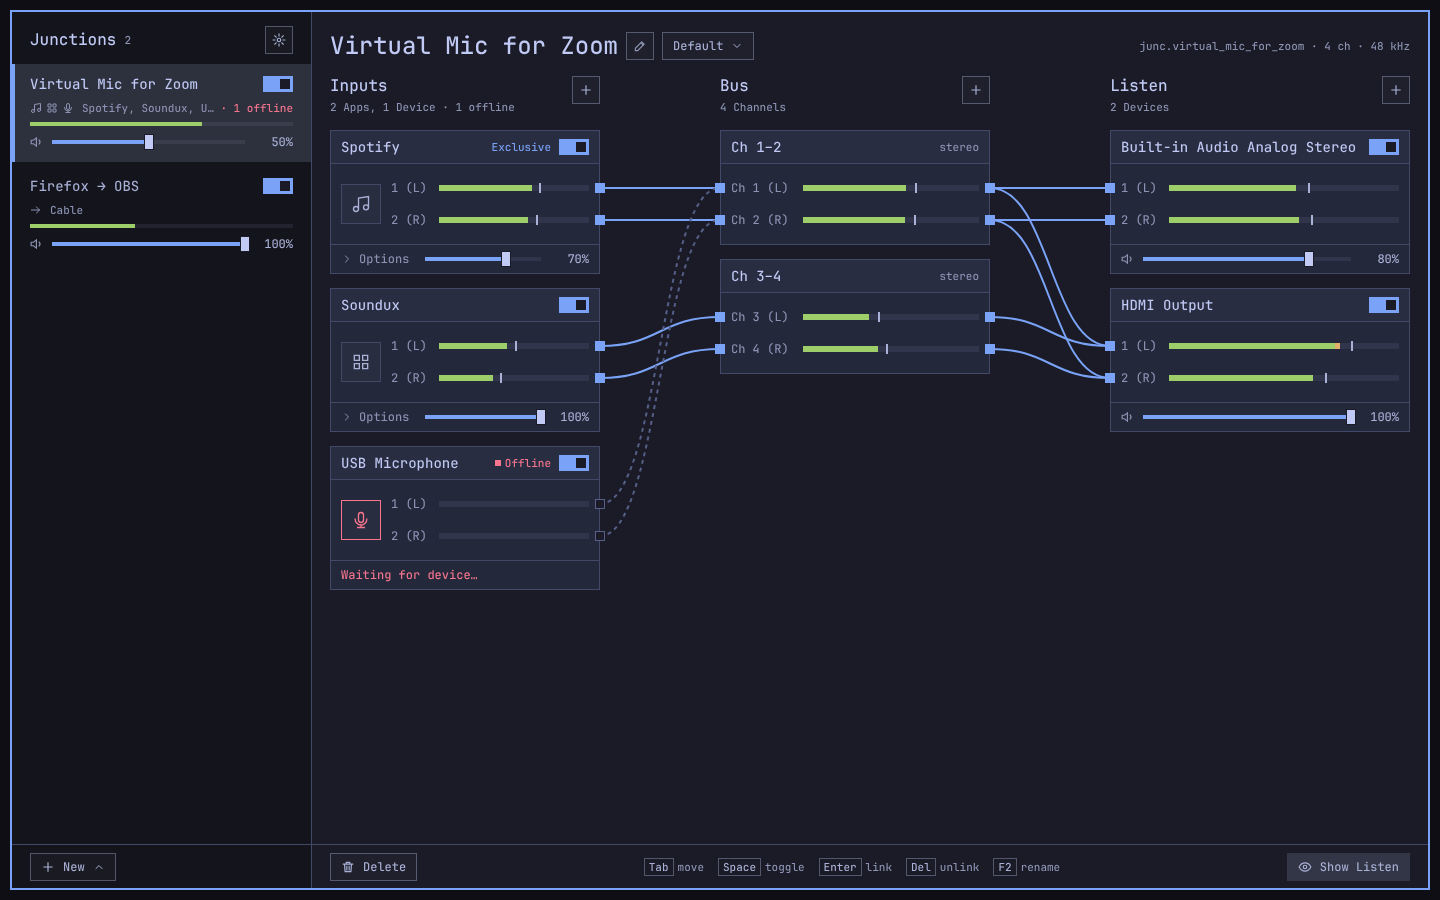 Junctions 2
Virtual Mic for Zoom
Spotify, Soundux, U… · 1 offline
50%
Firefox → OBS
Cable
100%
New
Virtual Mic for Zoom
Default
junc.virtual_mic_for_zoom · 4 ch · 48 kHz
Inputs
2 Apps, 1 Device · 1 offline
Spotify Exclusive
1 (L)
2 (R)
Options 70%
Soundux
1 (L)
2 (R)
Options 100%
USB Microphone Offline
1 (L)
2 (R)
Waiting for device…
Bus
4 Channels
Ch 1–2 stereo
Ch 1 (L)
Ch 2 (R)
Ch 3–4 stereo
Ch 3 (L)
Ch 4 (R)
Listen
2 Devices
Built-in Audio Analog Stereo
1 (L)
2 (R)
80%
HDMI Output
1 (L)
2 (R)
100%
Delete
Tab move Space toggle Enter link Del unlink F2 rename
Show Listen